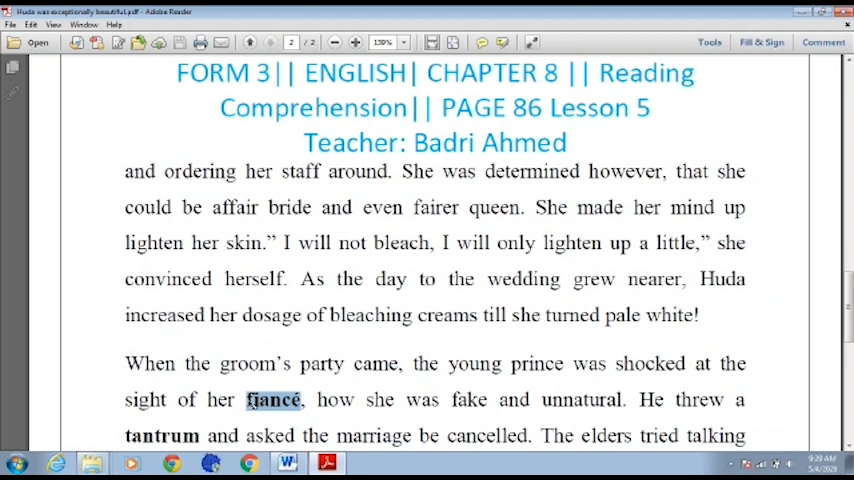 Huda was exceptionally beautiful.pdf - Adobe Reader
File Edit View Window Help
Open 2 / 2 139% Tools Fill & Sign Comment
FORM 3|| ENGLISH| CHAPTER 8 || Reading
Comprehension|| PAGE 86 Lesson 5
Teacher: Badri Ahmed
and ordering her staff around. She was determined however, that she
could be affair bride and even fairer queen. She made her mind up
lighten her skin.” I will not bleach, I will only lighten up a little,” she
convinced herself. As the day to the wedding grew nearer, Huda
increased her dosage of bleaching creams till she turned pale white!
When the groom’s party came, the young prince was shocked at the
sight of her fiancé, how she was fake and unnatural. He threw a
tantrum and asked the marriage be cancelled. The elders tried talking
9:29 AM
5/4/2020